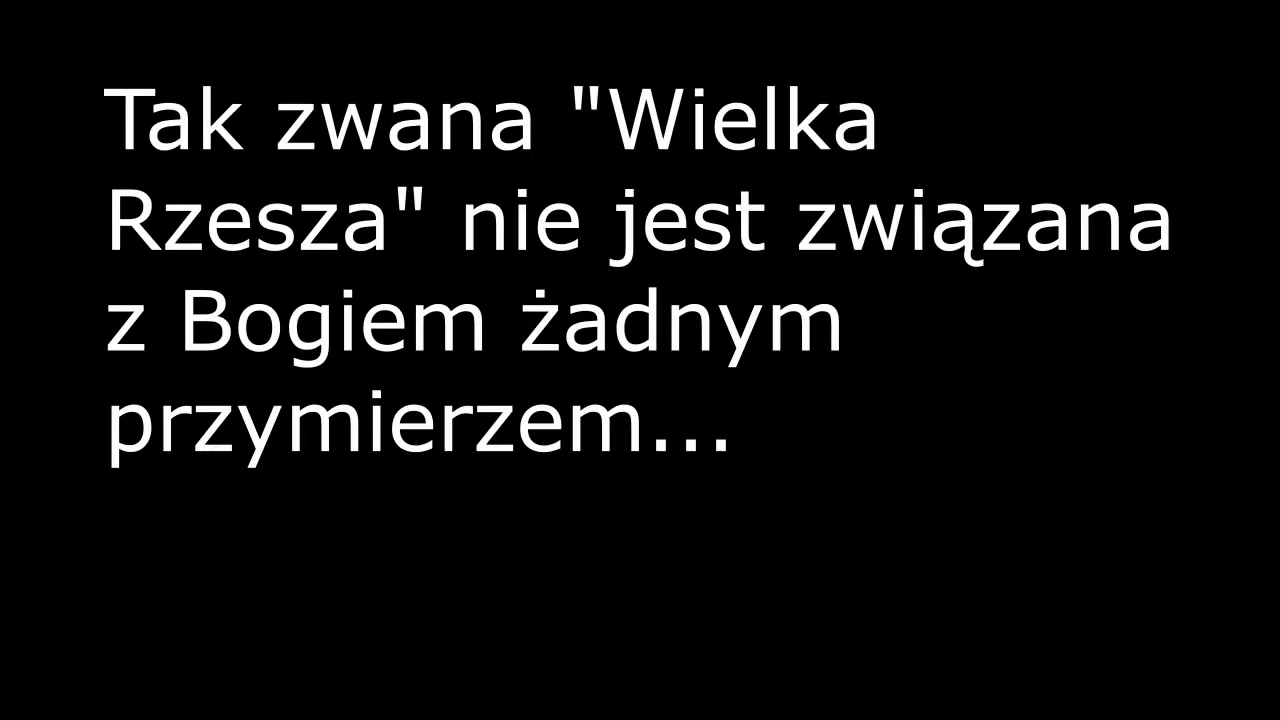 Tak zwana "Wielka
Rzesza" nie jest związana
z Bogiem żadnym
przymierzem...